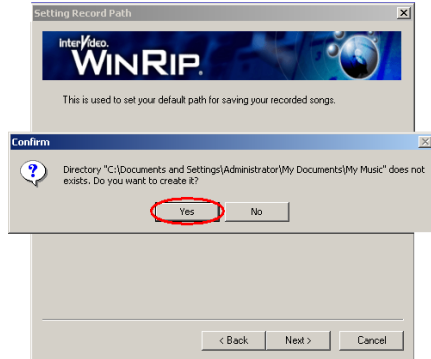 Setting Record Path
InterVideo.
WINRIP.
This is used to set your default path for saving your recorded songs.
Confirm
Directory "C:\Documents and Settings\Administrator\My Documents\My Music" does not
exists. Do you want to create it?
Yes No
< Back Next > Cancel